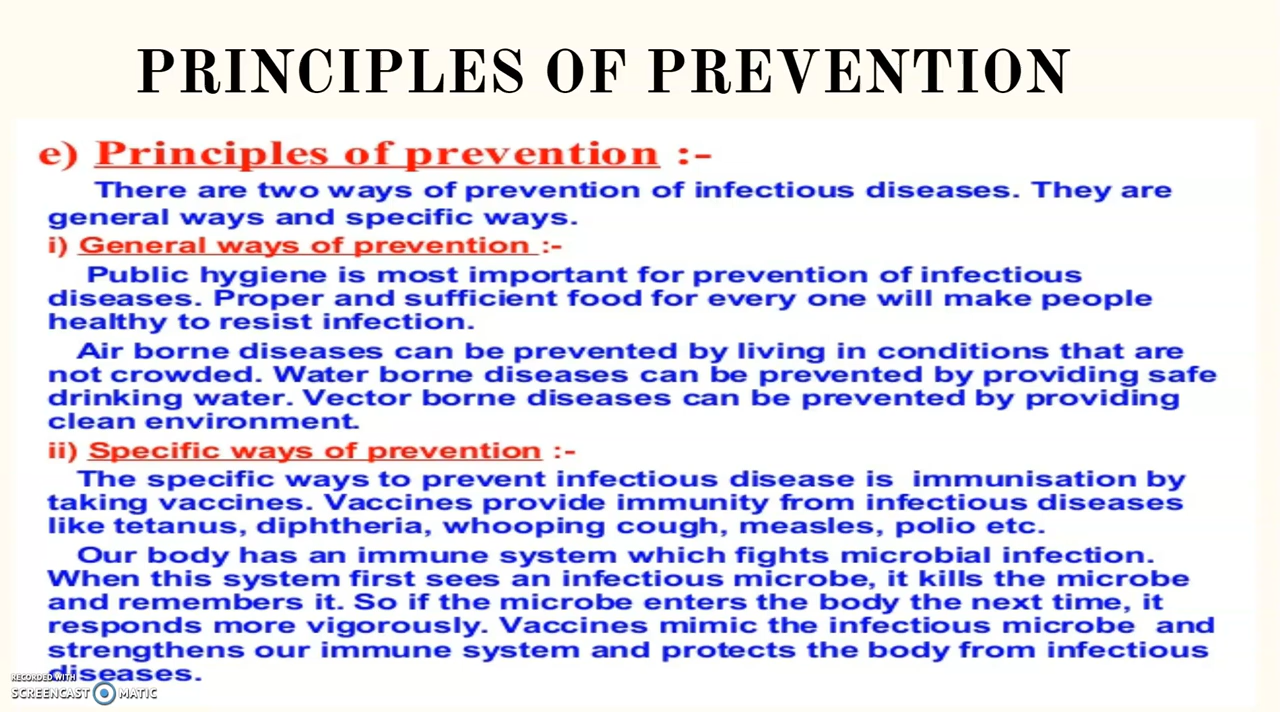 PRINCIPLES OF PREVENTION
e) Principles of prevention :-
There are two ways of prevention of infectious diseases. They are
general ways and specific ways.
i) General ways of prevention :-
Public hygiene is most important for prevention of infectious
diseases. Proper and sufficient food for every one will make people
healthy to resist infection.
Air borne diseases can be prevented by living in conditions that are
not crowded. Water borne diseases can be prevented by providing safe
drinking water. Vector borne diseases can be prevented by providing
clean environment.
ii) Specific ways of prevention :-
The specific ways to prevent infectious disease is immunisation by
taking vaccines. Vaccines provide immunity from infectious diseases
like tetanus, diphtheria, whooping cough, measles, polio etc.
Our body has an immune system which fights microbial infection.
When this system first sees an infectious microbe, it kills the microbe
and remembers it. So if the microbe enters the body the next time, it
responds more vigorously. Vaccines mimic the infectious microbe and
strengthens our immune system and protects the body from infectious
diseases.
RECORDED WITH
SCREENCAST MATIC